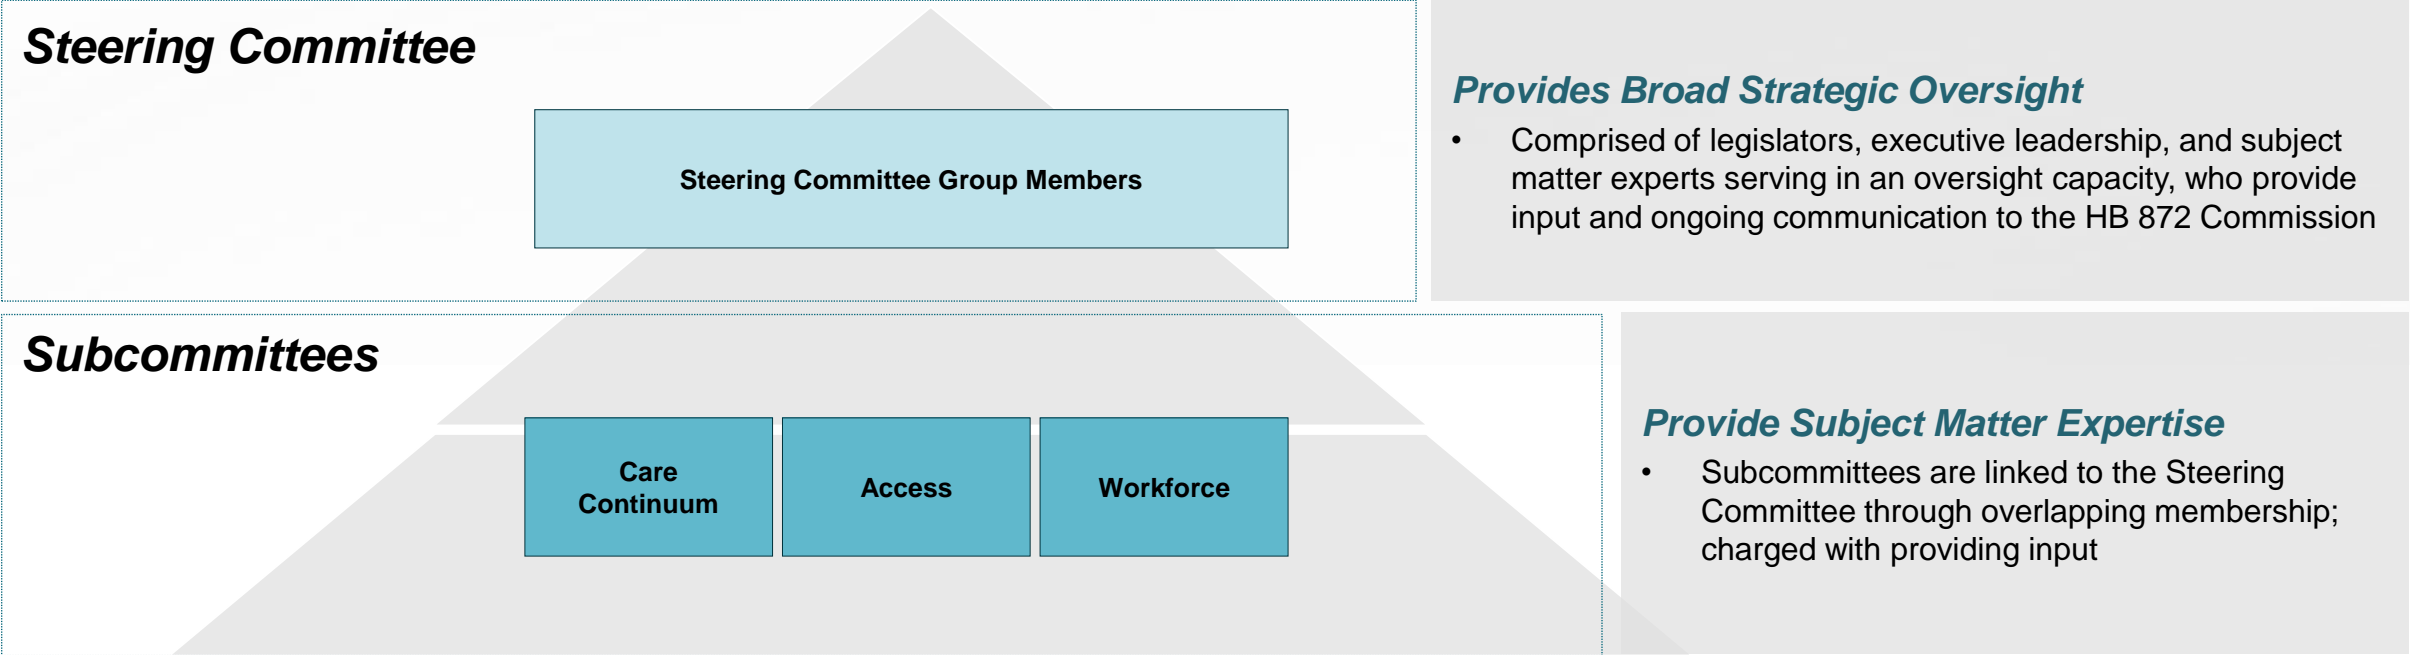 Steering Committee
Steering Committee Group Members
Provides Broad Strategic Oversight
• Comprised of legislators, executive leadership, and subject
matter experts serving in an oversight capacity, who provide
input and ongoing communication to the HB 872 Commission
Subcommittees
Care
Continuum
Access
Workforce
Provide Subject Matter Expertise
• Subcommittees are linked to the Steering
Committee through overlapping membership;
charged with providing input